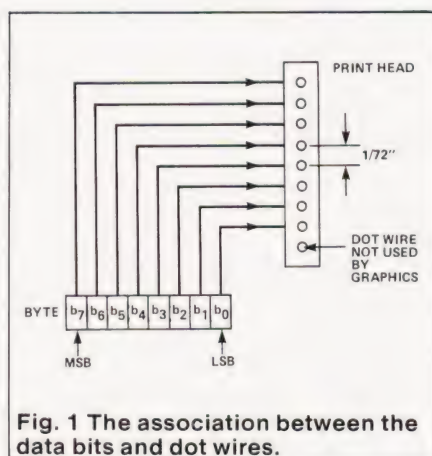 PRINT HEAD
1/72"
DOT WIRE
NOT USED
BY
GRAPHICS
BYTE b7 b6 b5 b4 b3 b2 b1 b0
MSB LSB
Fig. 1 The association between the
data bits and dot wires.